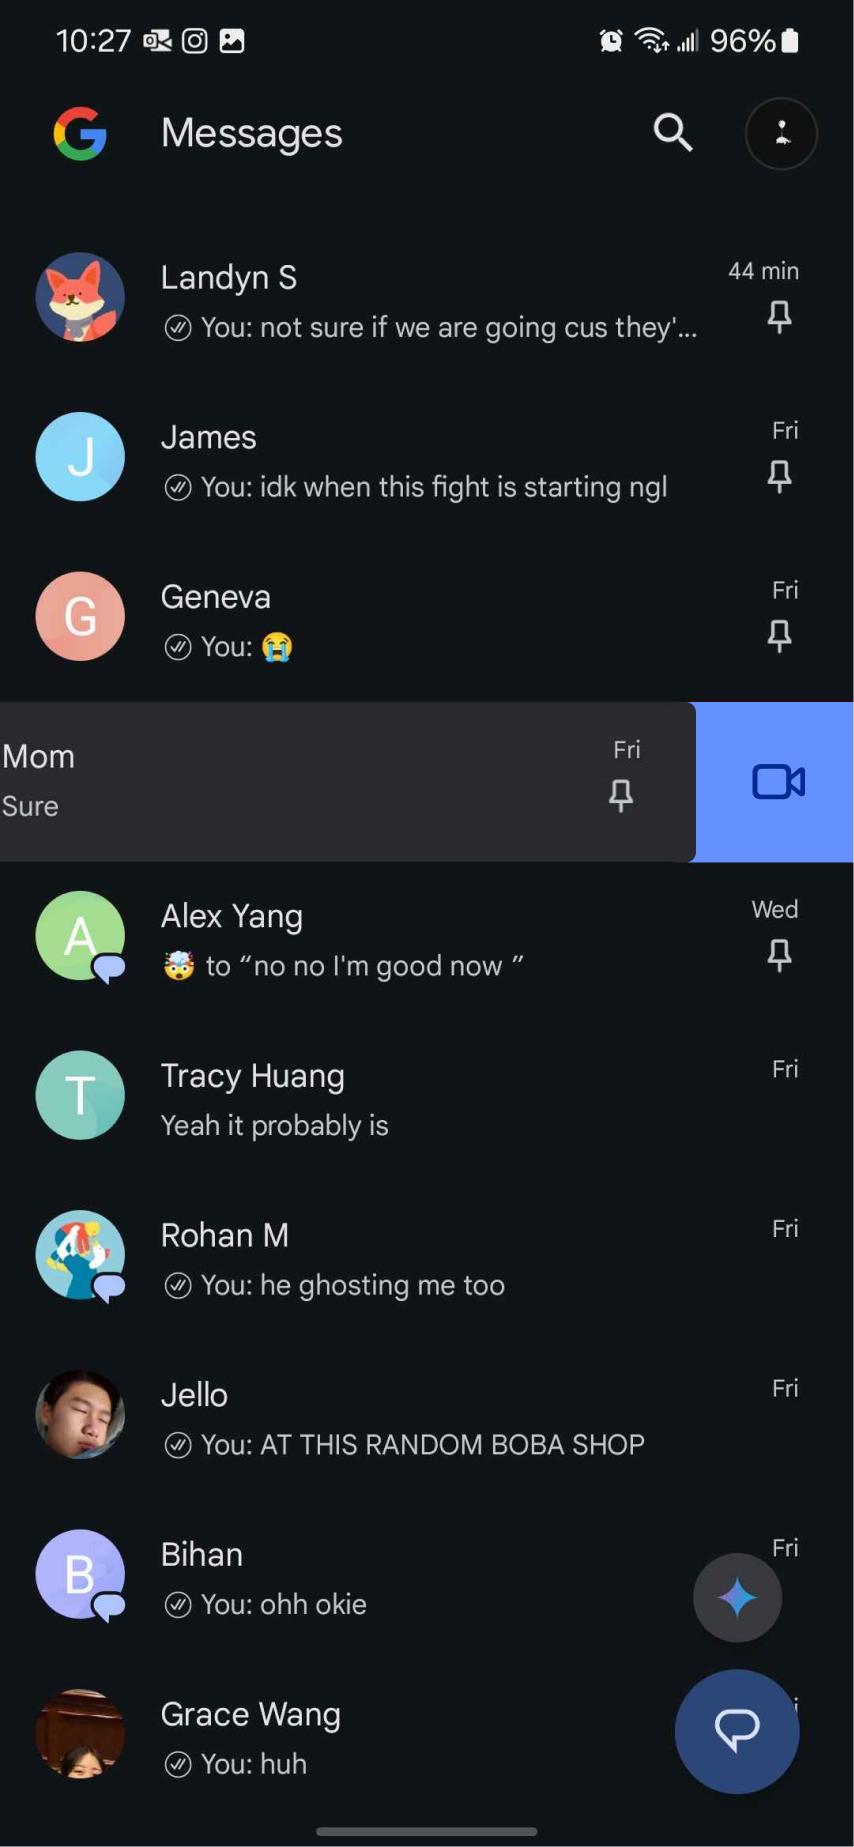 10:27
96%
G Messages
Landyn S
44 min
You: not sure if we are going cus they'...
J
James
Fri
You: idk when this fight is starting ngl
G
Geneva
Fri
You: 😭
Mom
Fri
Sure
A
Alex Yang
Wed
🤯 to “no no I'm good now ”
T
Tracy Huang
Fri
Yeah it probably is
Rohan M
Fri
You: he ghosting me too
Jello
Fri
You: AT THIS RANDOM BOBA SHOP
B
Bihan
Fri
You: ohh okie
Grace Wang
You: huh